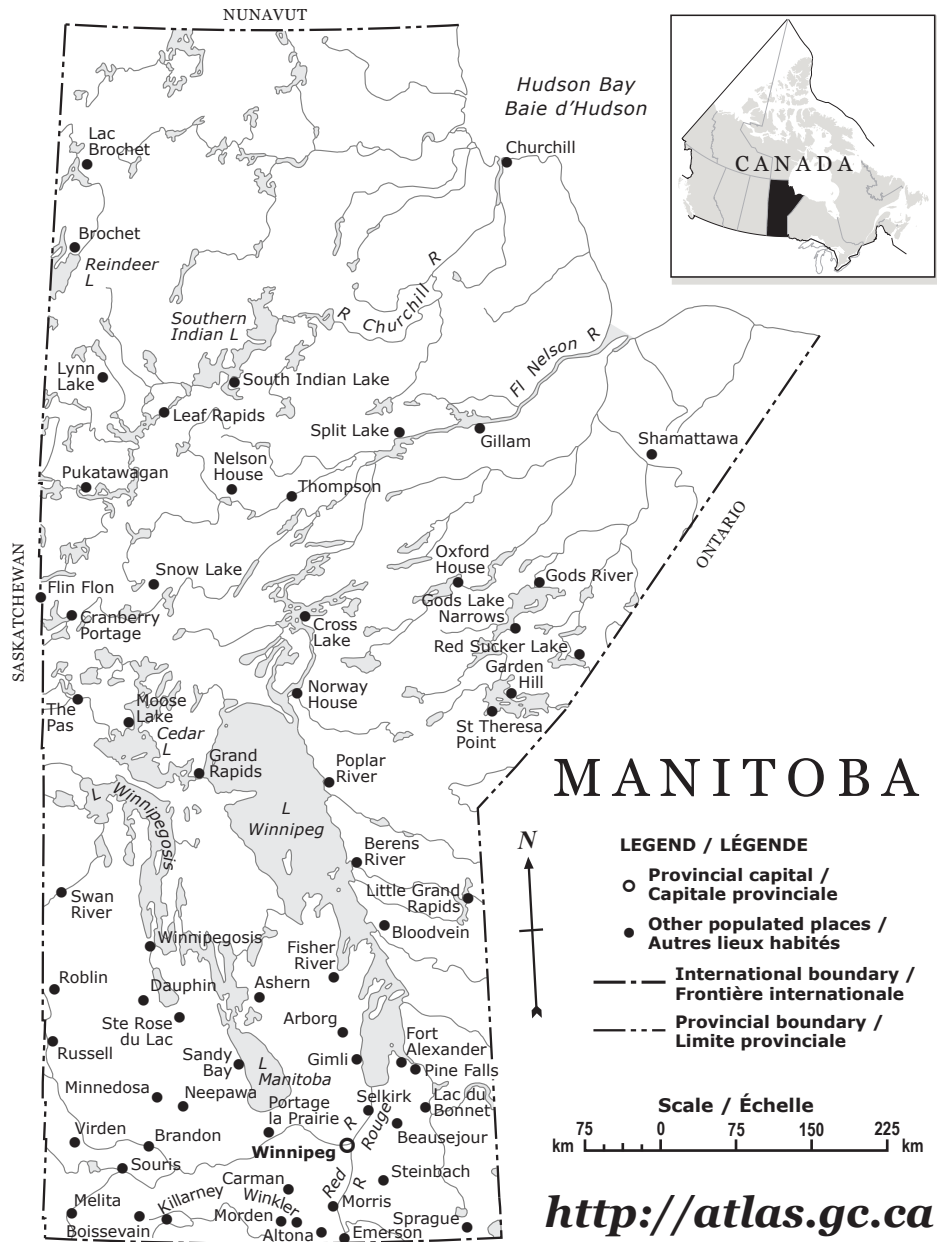 NUNAVUT
Hudson Bay
Baie d'Hudson
CANADA
Lac
Brochet
Churchill
Brochet
Reindeer
L
R
Churchill
R
Southern
Indian L
Fl Nelson R
Lynn
Lake
South Indian Lake
Leaf Rapids
Split Lake
Gillam
Shamattawa
Pukatawagan
Nelson
House
Thompson
ONTARIO
SASKATCHEWAN
Oxford
House
Snow Lake
Gods River
Flin Flon
Gods Lake
Narrows
Cranberry
Portage
Cross
Lake
Red Sucker Lake
Garden
Hill
Norway
House
The
Pas
Moose
Lake
Cedar
L
St Theresa
Point
Grand
Rapids
Poplar
River
MANITOBA
L Winnipegosis
L
Winnipeg
N
LEGEND / LÉGENDE
Provincial capital /
Capitale provinciale
Other populated places /
Autres lieux habités
International boundary /
Frontière internationale
Provincial boundary /
Limite provinciale
Berens
River
Swan
River
Little Grand
Rapids
Bloodvein
Winnipegosis
Fisher
River
Roblin
Dauphin
Ashern
Ste Rose
du Lac
Arborg
Fort
Alexander
Russell
Sandy
Bay
L
Manitoba
Gimli
Pine Falls
Minnedosa
Neepawa
Portage
la Prairie
Selkirk
Lac du
Bonnet
R
Rouge
Beausejour
Virden
Brandon
Winnipeg
Souris
Steinbach
Red
R
Carman
Winkler
Morris
Melita
Killarney
Morden
Boissevain
Altona
Emerson
Sprague
Scale / Échelle
km 75 0 75 150 225 km
http://atlas.gc.ca